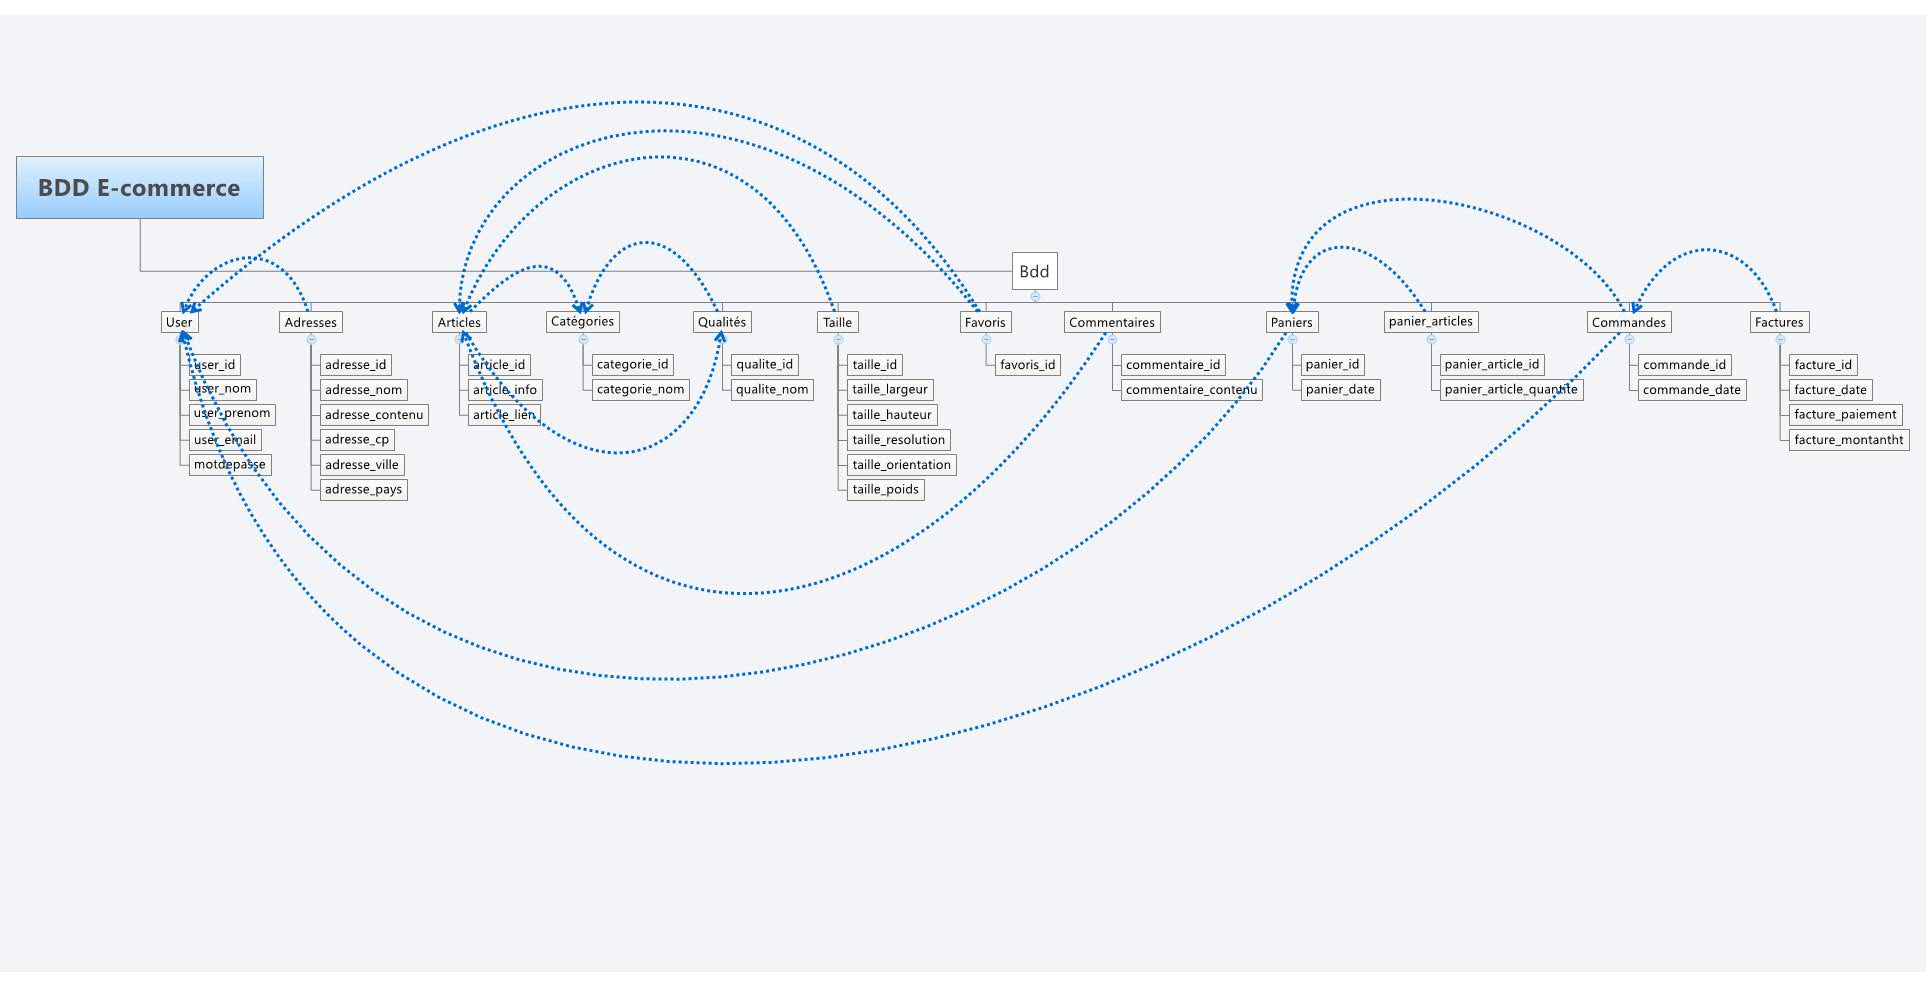 BDD E-commerce
Bdd
User
user_id
user_nom
user_prenom
user_email
motdepasse
Adresses
adresse_id
adresse_nom
adresse_contenu
adresse_cp
adresse_ville
adresse_pays
Articles
article_id
article_info
article_lien
Catégories
categorie_id
categorie_nom
Qualités
qualite_id
qualite_nom
Taille
taille_id
taille_largeur
taille_hauteur
taille_resolution
taille_orientation
taille_poids
Favoris
favoris_id
Commentaires
commentaire_id
commentaire_contenu
Paniers
panier_id
panier_date
panier_articles
panier_article_id
panier_article_quantite
Commandes
commande_id
commande_date
Factures
facture_id
facture_date
facture_paiement
facture_montantht